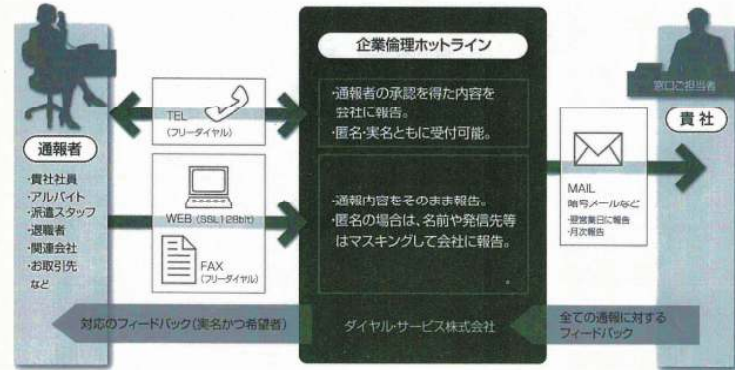 通報者
・貴社社員
・アルバイト
・派遣スタッフ
・退職者
・関連会社
・お取引先
など
TEL
(フリーダイヤル)
WEB (SSL128bit)
FAX
(フリーダイヤル)
企業倫理ホットライン
・通報者の承認を得た内容を
会社に報告。
・匿名・実名ともに受付可能。
・通報内容をそのまま報告。
・匿名の場合は、名前や発信先等
はマスキングして会社に報告。
。
ダイヤル・サービス株式会社
MAIL
暗号メールなど
・翌営業日に報告
・月次報告
窓口ご担当者
貴社
対応のフィードバック(実名かつ希望者)
全ての通報に対する
フィードバック